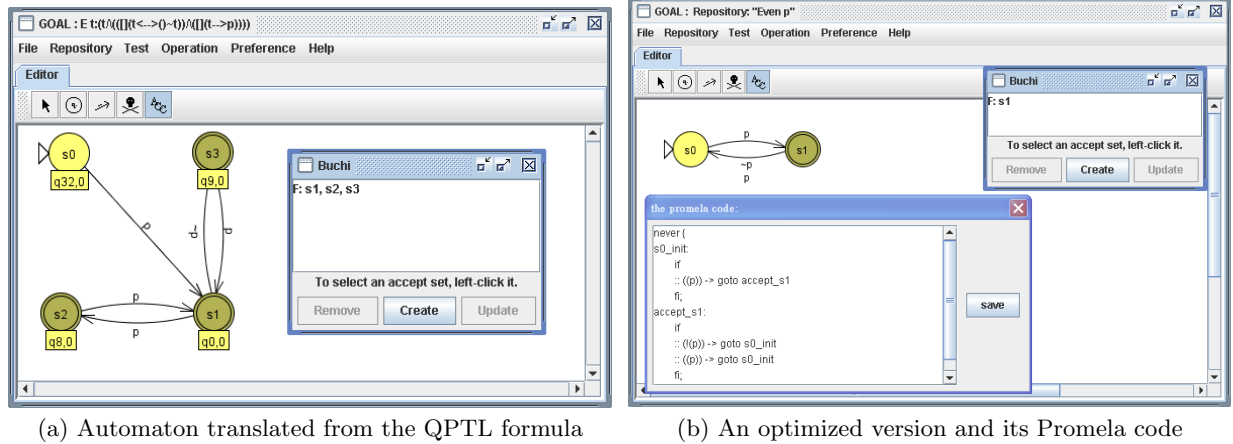 GOAL : E t:(t/\(([](t<-->()~t))/\([](t-->p))))
File Repository Test Operation Preference Help
Editor
Acc
s0
q32,0
s3
q9,0
p
~p
p
s2
q8,0
p
p
s1
q0,0
Buchi
F: s1, s2, s3
To select an accept set, left-click it.
Remove Create Update
(a) Automaton translated from the QPTL formula
GOAL : Repository: "Even p"
File Repository Test Operation Preference Help
Editor
Acc
s0
p
~p
p
s1
Buchi
F: s1
To select an accept set, left-click it.
Remove Create Update
the promela code:
never {
s0_init:
if
:: ((p)) -> goto accept_s1
fi;
accept_s1:
if
:: (!(p)) -> goto s0_init
:: ((p)) -> goto s0_init
fi;
save
(b) An optimized version and its Promela code